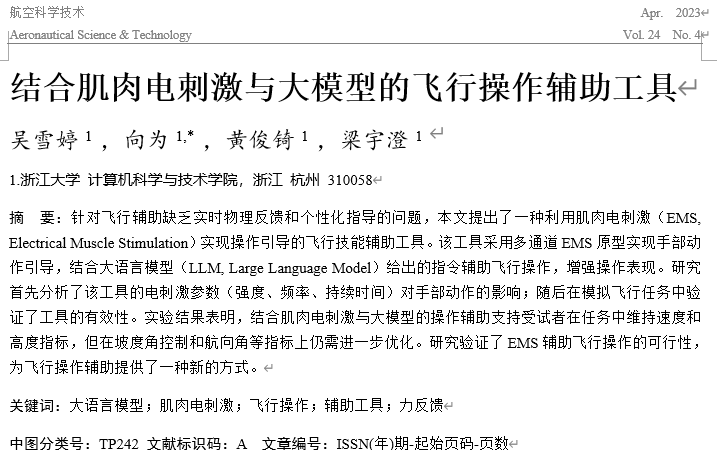 航空科学技术 Apr. 2023
Aeronautical Science & Technology Vol. 24 No. 4
结合肌肉电刺激与大模型的飞行操作辅助工具
吴雪婷 1，向为 1,*，黄俊锜 1，梁宇澄 1
1.浙江大学 计算机科学与技术学院，浙江 杭州 310058
摘 要：针对飞行辅助缺乏实时物理反馈和个性化指导的问题，本文提出了一种利用肌肉电刺激（EMS,
Electrical Muscle Stimulation）实现操作引导的飞行技能辅助工具。该工具采用多通道 EMS 原型实现手部动
作引导，结合大语言模型（LLM, Large Language Model）给出的指令辅助飞行操作，增强操作表现。研究
首先分析了该工具的电刺激参数（强度、频率、持续时间）对手部动作的影响；随后在模拟飞行任务中验
证了工具的有效性。实验结果表明，结合肌肉电刺激与大模型的操作辅助支持受试者在任务中维持速度和
高度指标，但在坡度角控制和航向角等指标上仍需进一步优化。研究验证了 EMS 辅助飞行操作的可行性，
为飞行操作辅助提供了一种新的方式。
关键词：大语言模型；肌肉电刺激；飞行操作；辅助工具；力反馈
中图分类号：TP242 文献标识码：A 文章编号：ISSN(年)期-起始页码-页数